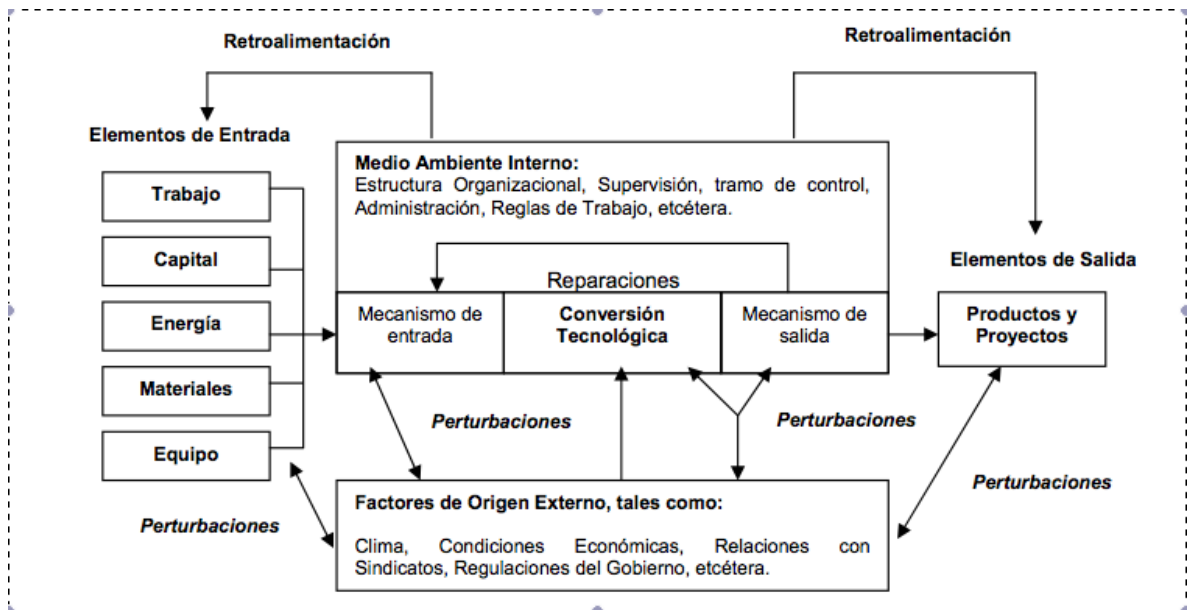 Retroalimentación
Retroalimentación
Elementos de Entrada
Trabajo
Capital
Energía
Materiales
Equipo
Medio Ambiente Interno:
Estructura Organizacional, Supervisión, tramo de control,
Administración, Reglas de Trabajo, etcétera.
Reparaciones
Mecanismo de
entrada
Conversión
Tecnológica
Mecanismo de
salida
Elementos de Salida
Productos y
Proyectos
Perturbaciones
Perturbaciones
Perturbaciones
Perturbaciones
Factores de Origen Externo, tales como:
Clima, Condiciones Económicas, Relaciones con
Sindicatos, Regulaciones del Gobierno, etcétera.